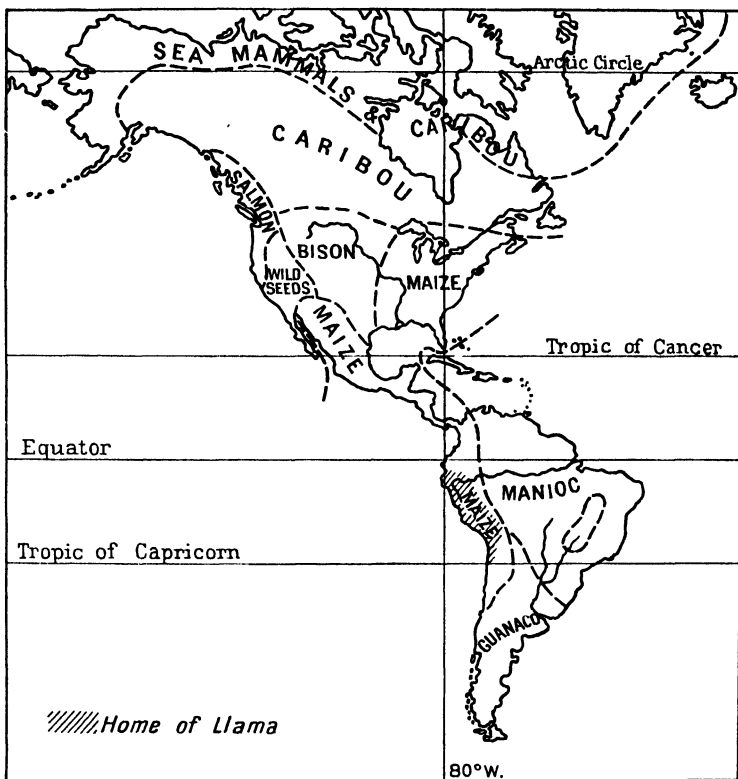 SEA MAMMALS & CARIBOU
Arctic Circle
CARIBOU
SALMON
BISON
WILD
SEEDS
MAIZE
MAIZE
Tropic of Cancer
Equator
MANIOC
MAIZE
Tropic of Capricorn
GUANACO
Home of Llama
80°W.